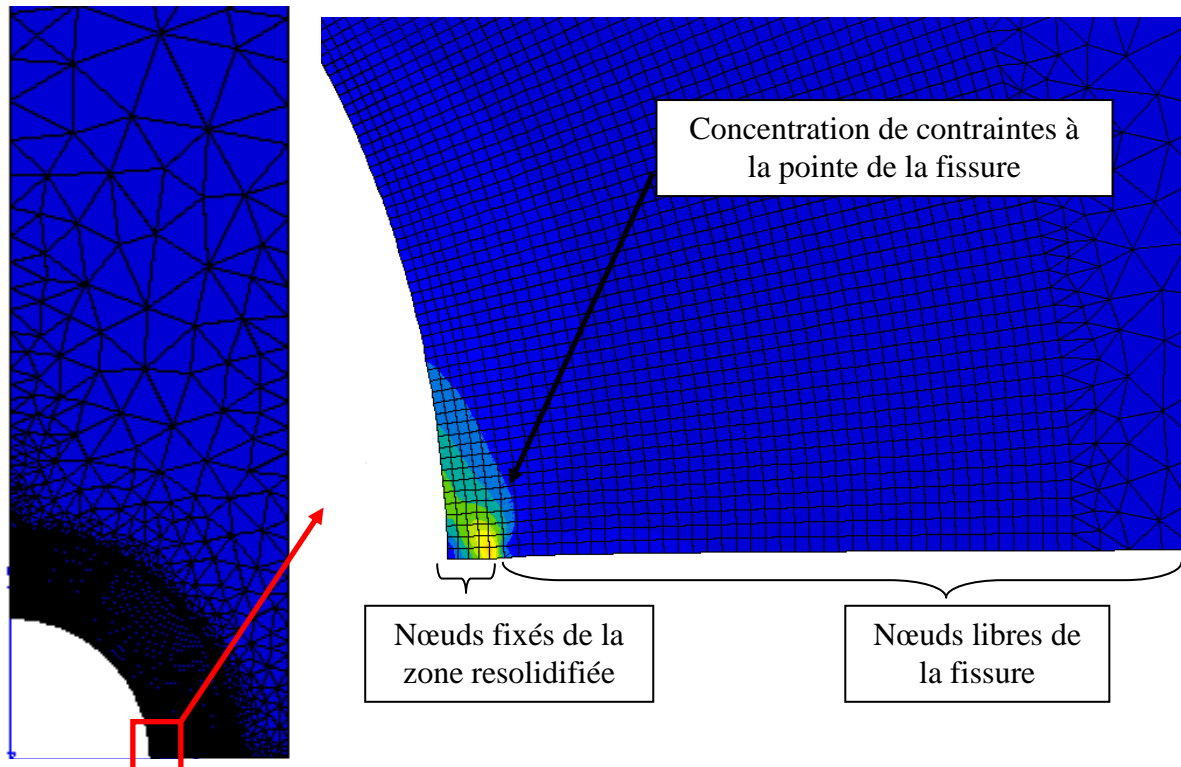 Concentration de contraintes à
la pointe de la fissure
Nœuds fixés de la
zone resolidifiée
Nœuds libres de
la fissure